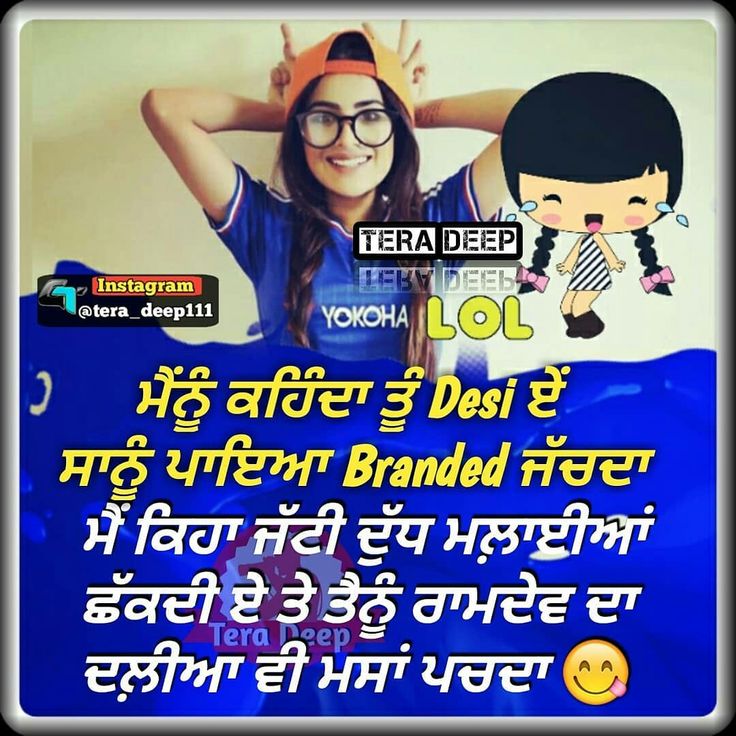 TERA DEEP
Instagram
@tera_deep111
YOKOHA
LOL
ਮੈਂਨੂੰ ਕਹਿੰਦਾ ਤੂੰ Desi ਏਂ
ਸਾਨੂੰ ਪਾਇਆ Branded ਜੱਚਦਾ
ਮੈਂ ਕਿਹਾ ਜੱਟੀ ਦੁੱਧ ਮਲ਼ਾਈਆਂ
ਛੱਕਦੀ ਏ ਤੇ ਤੈਨੂੰ ਰਾਮਦੇਵ ਦਾ
Tera Deep
ਦਲ਼ੀਆ ਵੀ ਮਸਾਂ ਪਚਦਾ 😋